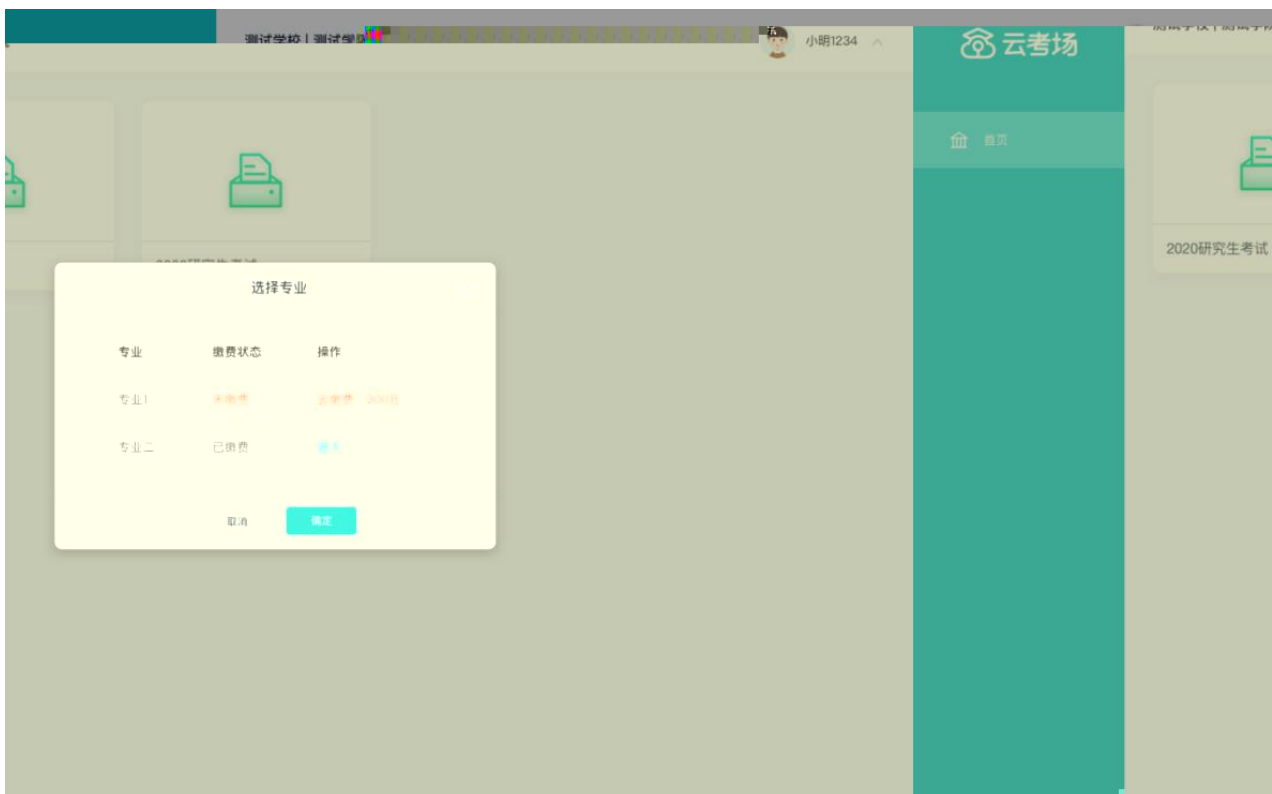 测试学校 | 测试学
小明1234
云考场
首页
2020研究生考试
选择专业
专业 缴费状态 操作
专业1 未缴费 去缴费
专业二 已缴费 进入
取消 确定